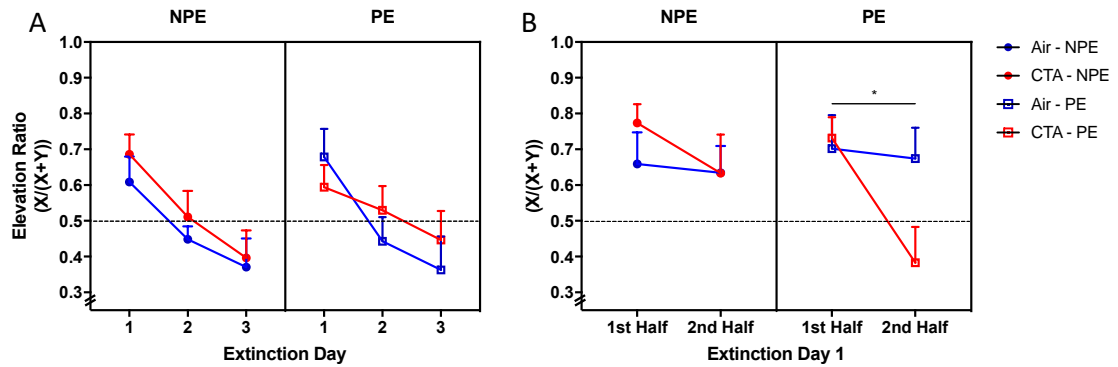 A
NPE
PE
Elevation Ratio
(X/(X+Y))
1.0
0.9
0.8
0.7
0.6
0.5
0.4
0.3
1
2
3
1
2
3
Extinction Day
B
NPE
PE
(X/(X+Y))
1.0
0.9
0.8
0.7
0.6
0.5
0.4
0.3
*
1st Half
2nd Half
1st Half
2nd Half
Extinction Day 1
Air - NPE
CTA - NPE
Air - PE
CTA - PE